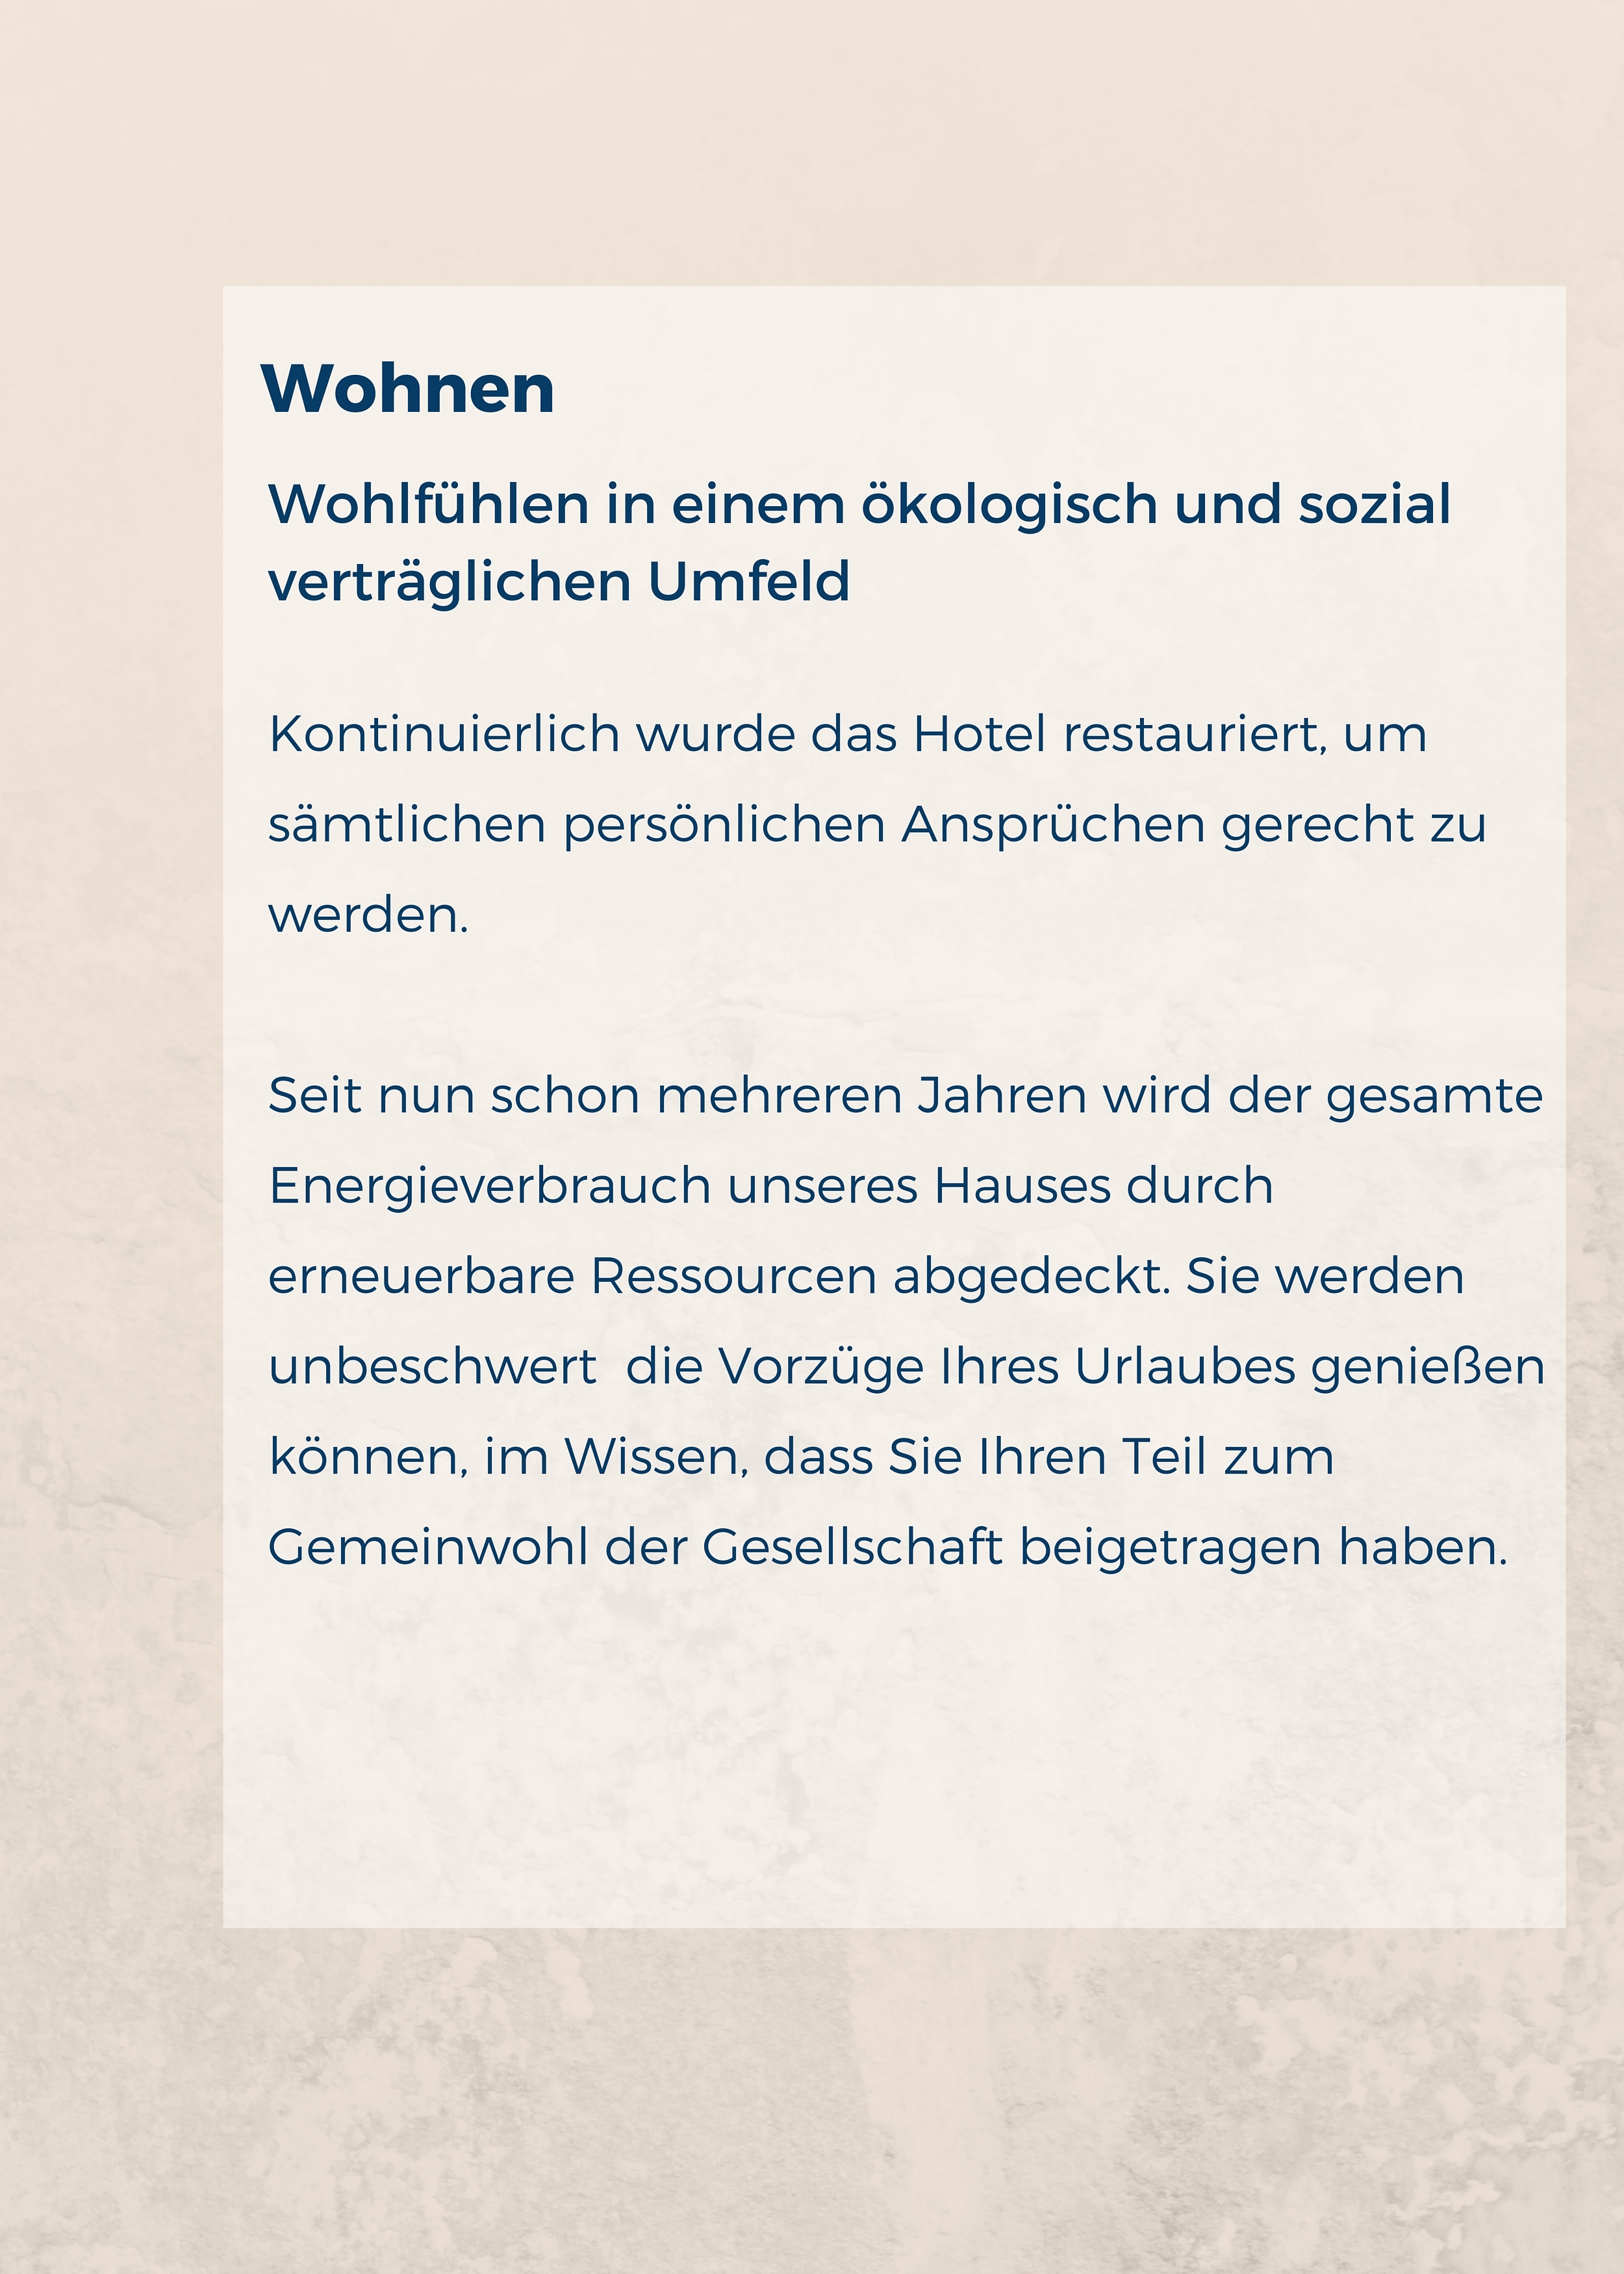 Wohnen
Wohlfühlen in einem ökologisch und sozial
verträglichen Umfeld
Kontinuierlich wurde das Hotel restauriert, um
sämtlichen persönlichen Ansprüchen gerecht zu
werden.
Seit nun schon mehreren Jahren wird der gesamte
Energieverbrauch unseres Hauses durch
erneuerbare Ressourcen abgedeckt. Sie werden
unbeschwert  die Vorzüge Ihres Urlaubes genießen
können, im Wissen, dass Sie Ihren Teil zum
Gemeinwohl der Gesellschaft beigetragen haben.